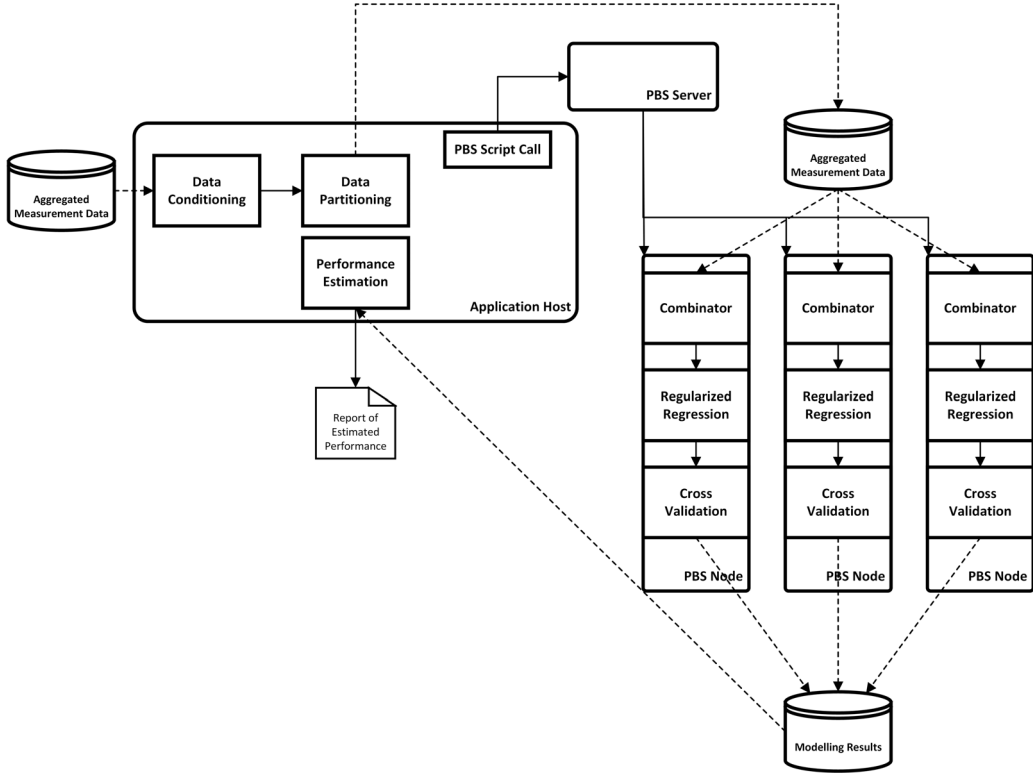 PBS Server
PBS Script Call
Aggregated
Measurement Data
Data
Conditioning
Data
Partitioning
Performance
Estimation
Application Host
Report of
Estimated
Performance
Aggregated
Measurement Data
Combinator
Regularized
Regression
Cross
Validation
PBS Node
Combinator
Regularized
Regression
Cross
Validation
PBS Node
Combinator
Regularized
Regression
Cross
Validation
PBS Node
Modelling Results